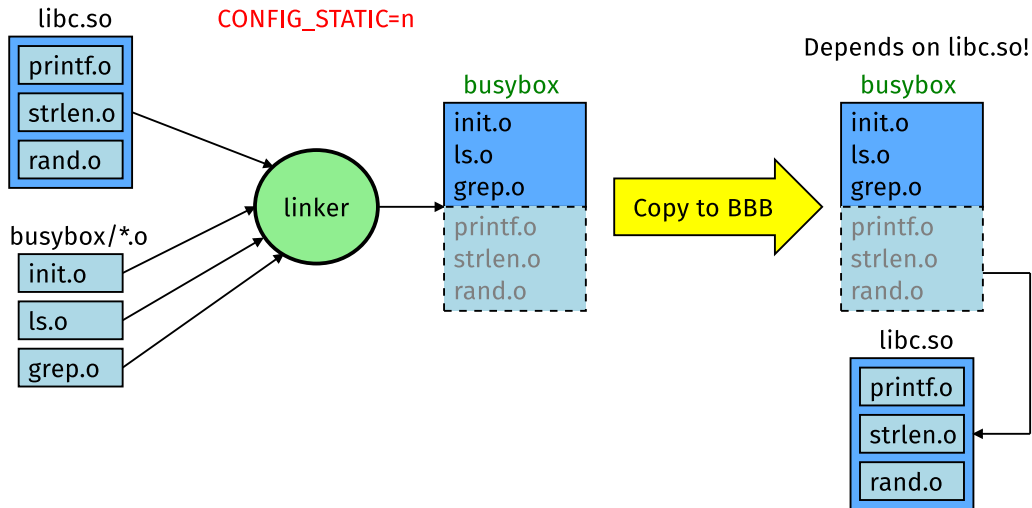 libc.so
printf.o
strlen.o
rand.o
CONFIG_STATIC=n
busybox/*.o
init.o
ls.o
grep.o
linker
busybox
init.o
ls.o
grep.o
printf.o
strlen.o
rand.o
Copy to BBB
Depends on libc.so!
busybox
init.o
ls.o
grep.o
printf.o
strlen.o
rand.o
libc.so
printf.o
strlen.o
rand.o